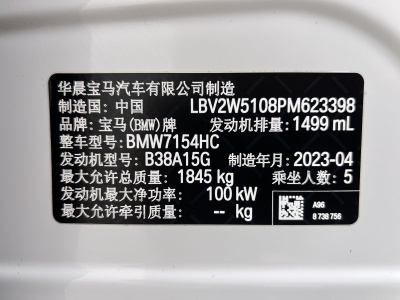 华晨宝马汽车有限公司制造
制造国: 中国 LBV2W5108PM623398
品牌: 宝马(BMW)牌 发动机排量: 1499 mL
整车型号: BMW7154HC
发动机型号: B38A15G 制造年月: 2023-04
最大允许总质量: 1845 kg 乘坐人数: 5
发动机最大净功率: 100 kW
最大允许牵引质量: - kg
A96
8 738 756